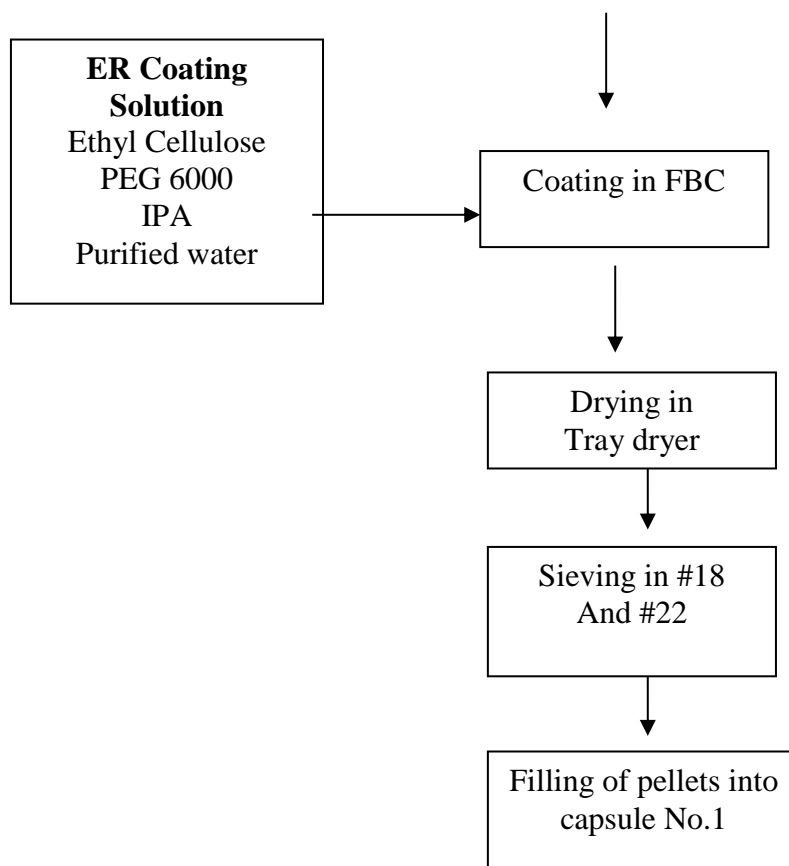 ER Coating
Solution
Ethyl Cellulose
PEG 6000
IPA
Purified water
Coating in FBC
Drying in
Tray dryer
Sieving in #18
And #22
Filling of pellets into
capsule No.1